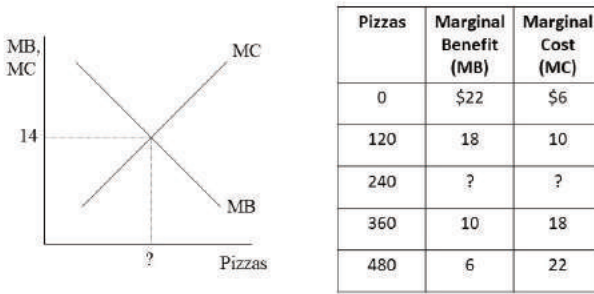 MB,
MC
MC
14
MB
?
Pizzas
Pizzas Marginal Benefit (MB) Marginal Cost (MC)
0 $22 $6
120 18 10
240 ? ?
360 10 18
480 6 22